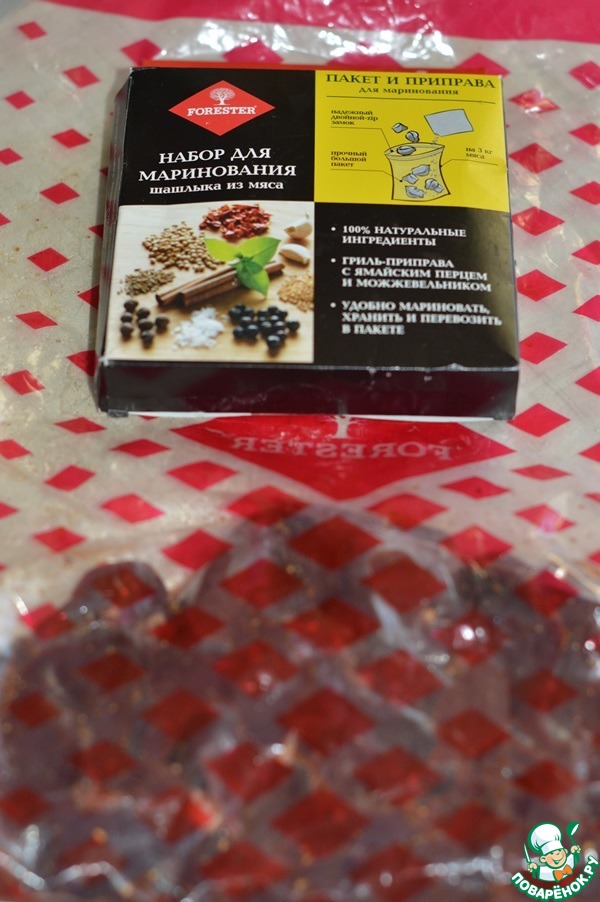 FORESTER
НАБОР ДЛЯ
МАРИНОВАНИЯ
ШАШЛЫКА ИЗ МЯСА
ПАКЕТ И ПРИПРАВА
ДЛЯ МАРИНОВАНИЯ
надежный
двойной-zip
замок
прочный
большой
пакет
на 3 кг
мяса
• 100% НАТУРАЛЬНЫЕ
ИНГРЕДИЕНТЫ
• ГРИЛЬ-ПРИПРАВА
С ЯМАЙСКИМ ПЕРЦЕМ
И МОЖЖЕВЕЛЬНИКОМ
• УДОБНО МАРИНОВАТЬ,
ХРАНИТЬ И ПЕРЕВОЗИТЬ
В ПАКЕТЕ
FORESTER
ПОВАРЁНОК.РУ